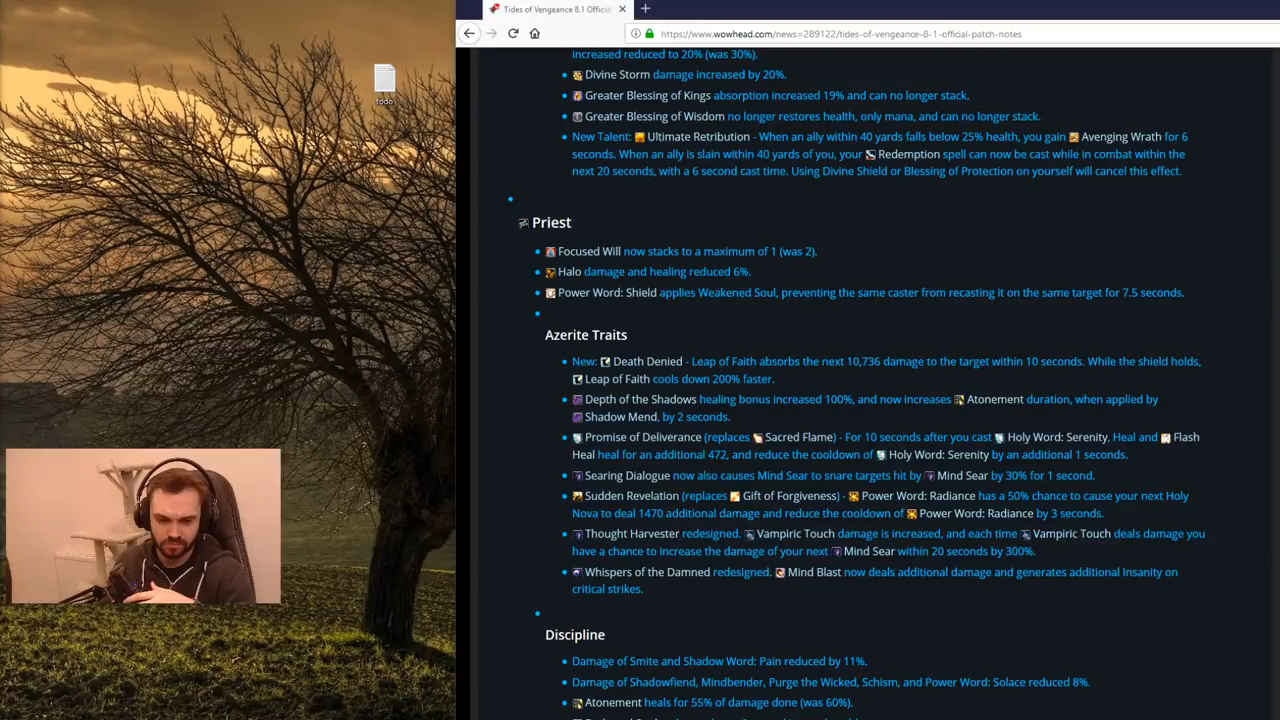 Tides of Vengeance 8.1 Official
https://www.wowhead.com/news=289122/tides-of-vengeance-8-1-official-patch-notes
todo
increased reduced to 20% (was 30%).
Divine Storm damage increased by 20%.
Greater Blessing of Kings absorption increased 19% and can no longer stack.
Greater Blessing of Wisdom no longer restores health, only mana, and can no longer stack.
New Talent: Ultimate Retribution - When an ally within 40 yards falls below 25% health, you gain Avenging Wrath for 6
seconds. When an ally is slain within 40 yards of you, your Redemption spell can now be cast while in combat within the
next 20 seconds, with a 6 second cast time. Using Divine Shield or Blessing of Protection on yourself will cancel this effect.
Priest
Focused Will now stacks to a maximum of 1 (was 2).
Halo damage and healing reduced 6%.
Power Word: Shield applies Weakened Soul, preventing the same caster from recasting it on the same target for 7.5 seconds.
Azerite Traits
New: Death Denied - Leap of Faith absorbs the next 10,736 damage to the target within 10 seconds. While the shield holds,
Leap of Faith cools down 200% faster.
Depth of the Shadows healing bonus increased 100%, and now increases Atonement duration, when applied by
Shadow Mend, by 2 seconds.
Promise of Deliverance (replaces Sacred Flame) - For 10 seconds after you cast Holy Word: Serenity, Heal and Flash
Heal heal for an additional 472, and reduce the cooldown of Holy Word: Serenity by an additional 1 seconds.
Searing Dialogue now also causes Mind Sear to snare targets hit by Mind Sear by 30% for 1 second.
Sudden Revelation (replaces Gift of Forgiveness) - Power Word: Radiance has a 50% chance to cause your next Holy
Nova to deal 1470 additional damage and reduce the cooldown of Power Word: Radiance by 3 seconds.
Thought Harvester redesigned. Vampiric Touch damage is increased, and each time Vampiric Touch deals damage you
have a chance to increase the damage of your next Mind Sear within 20 seconds by 300%.
Whispers of the Damned redesigned. Mind Blast now deals additional damage and generates additional Insanity on
critical strikes.
Discipline
Damage of Smite and Shadow Word: Pain reduced by 11%.
Damage of Shadowfiend, Mindbender, Purge the Wicked, Schism, and Power Word: Solace reduced 8%.
Atonement heals for 55% of damage done (was 60%).